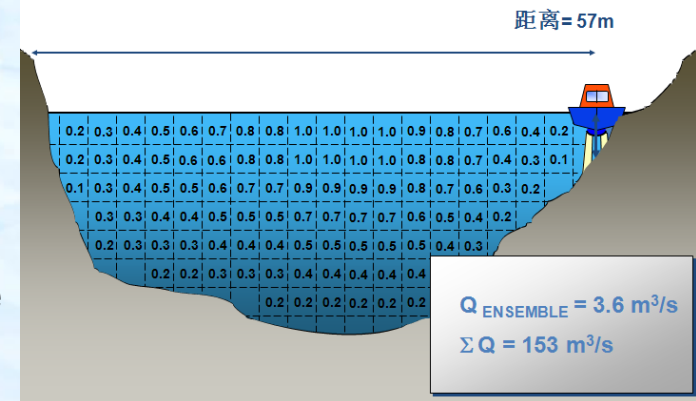 距离= 57m
0.2 0.3 0.4 0.5 0.6 0.7 0.8 0.8 1.0 1.0 1.0 1.0 0.9 0.8 0.7 0.6 0.4 0.2
0.2 0.3 0.4 0.5 0.6 0.6 0.8 0.8 1.0 1.0 1.0 1.0 0.8 0.8 0.7 0.4 0.3 0.1
0.1 0.3 0.4 0.5 0.5 0.6 0.7 0.7 0.9 0.9 0.9 0.9 0.8 0.7 0.6 0.3 0.2
0.3 0.3 0.4 0.4 0.5 0.5 0.5 0.7 0.7 0.7 0.7 0.6 0.5 0.4 0.2
0.2 0.3 0.3 0.3 0.4 0.4 0.4 0.5 0.5 0.5 0.5 0.5 0.4 0.3
0.2 0.2 0.3 0.3 0.3 0.4 0.4 0.4 0.4 0.4
0.2 0.2 0.2 0.2 0.2 0.2
Q ENSEMBLE = 3.6 m³/s
Σ Q = 153 m³/s